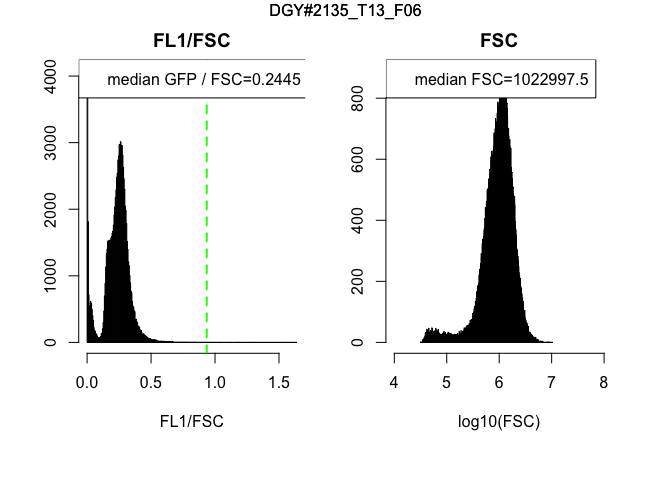 DGY#2135_T13_F06
FL1/FSC
median GFP / FSC=0.2445
0
1000
2000
3000
4000
0.0 0.5 1.0 1.5
FL1/FSC
FSC
median FSC=1022997.5
0
200
400
600
800
4 5 6 7 8
log10(FSC)